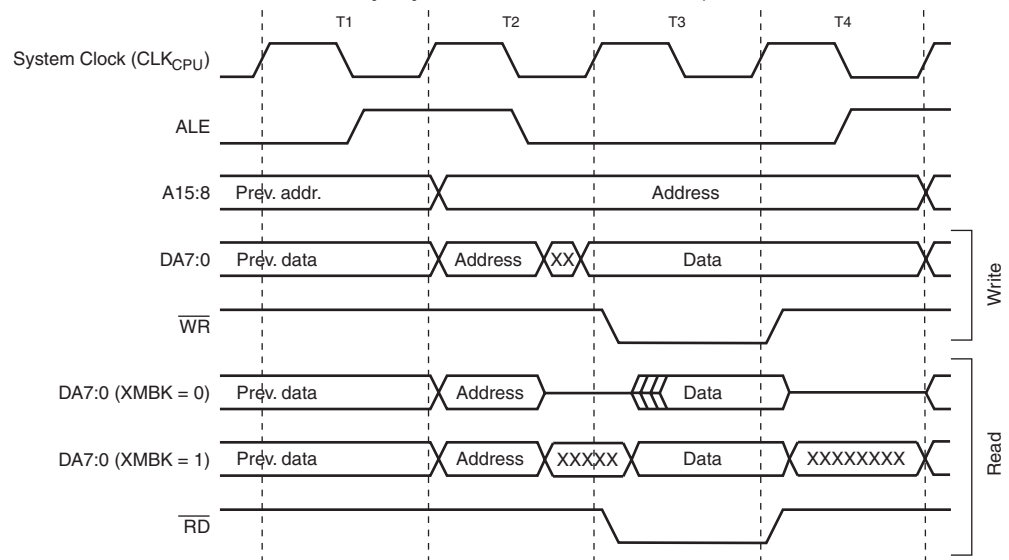 T1 T2 T3 T4
System Clock (CLKCPU)
ALE
A15:8 Prev. addr. Address
DA7:0 Prev. data Address XX Data
WR
Write
DA7:0 (XMBK = 0) Prev. data Address Data
DA7:0 (XMBK = 1) Prev. data Address XXXXX Data XXXXXXXX
RD
Read